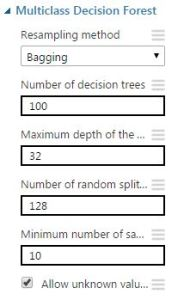 Multiclass Decision Forest
Resampling method
Bagging
Number of decision trees
100
Maximum depth of the ...
32
Number of random split...
128
Minimum number of sa...
10
Allow unknown valu...